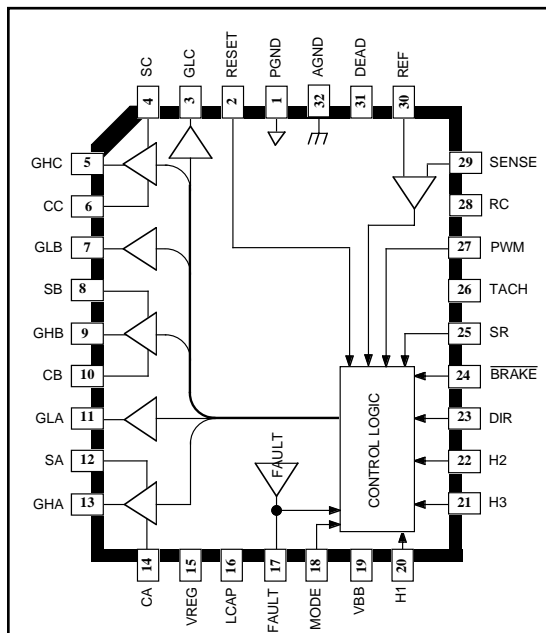 SC
GLC
RESET
PGND
AGND
DEAD
REF
4
3
2
1
32
31
30
GHC
5
CC
6
GLB
7
SB
8
GHB
9
CB
10
GLA
11
SA
12
GHA
13
29
SENSE
28
RC
27
PWM
26
TACH
25
SR
24
BRAKE
23
DIR
22
H2
21
H3
CONTROL LOGIC
FAULT
14
15
16
17
18
19
20
CA
VREG
LCAP
FAULT
MODE
VBB
H1